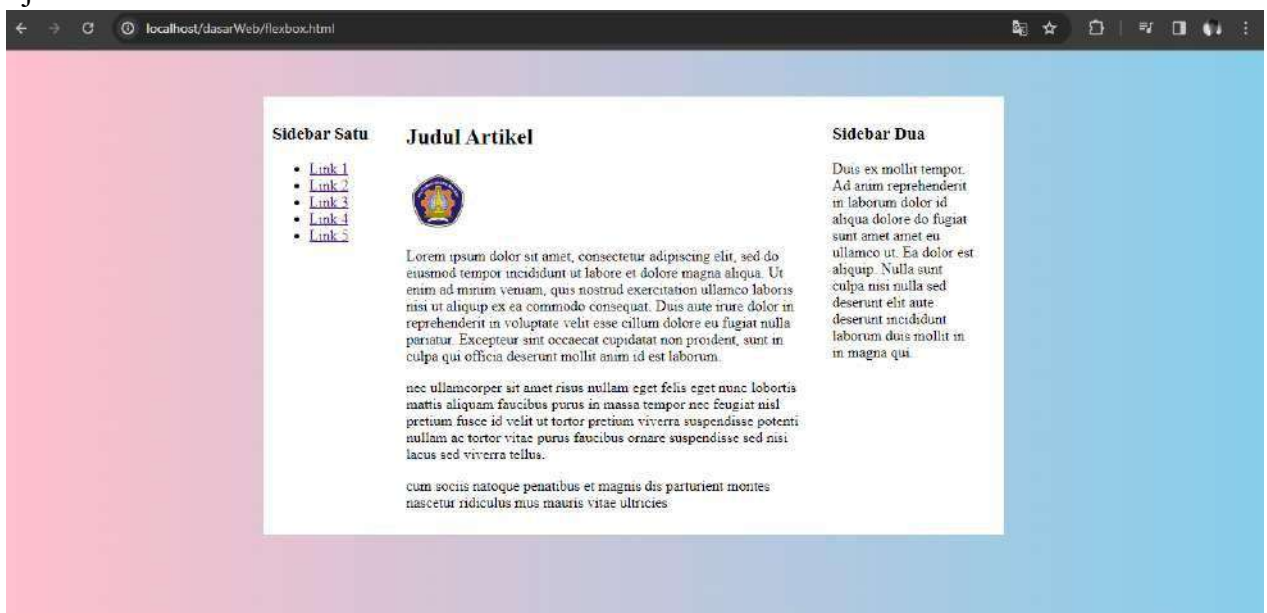 localhost/dasarWeb/flexbox.html
Sidebar Satu
Link 1
Link 2
Link 3
Link 4
Link 5
Judul Artikel
Lorem ipsum dolor sit amet, consectetur adipiscing elit, sed do
eiusmod tempor incididunt ut labore et dolore magna aliqua. Ut
enim ad minim veniam, quis nostrud exercitation ullamco laboris
nisi ut aliquip ex ea commodo consequat. Duis aute irure dolor in
reprehenderit in voluptate velit esse cillum dolore eu fugiat nulla
pariatur. Excepteur sint occaecat cupidatat non proident, sunt in
culpa qui officia deserunt mollit anim id est laborum.
nec ullamcorper sit amet risus nullam eget felis eget nunc lobortis
mattis aliquam faucibus purus in massa tempor nec feugiat nisl
pretium fusce id velit ut tortor pretium viverra suspendisse potenti
nullam ac tortor vitae purus faucibus ornare suspendisse sed nisi
lacus sed viverra tellus.
cum sociis natoque penatibus et magnis dis parturient montes
nascetur ridiculus mus mauris vitae ultricies
Sidebar Dua
Duis ex mollit tempor.
Ad anim reprehenderit
in laborum dolor id
aliqua dolore do fugiat
sunt amet amet eu
ullamco ut. Ea dolor est
aliquip. Nulla sunt
culpa nisi nulla sed
deserunt elit aute
deserunt incididunt
laborum duis mollit in
in magna qui.